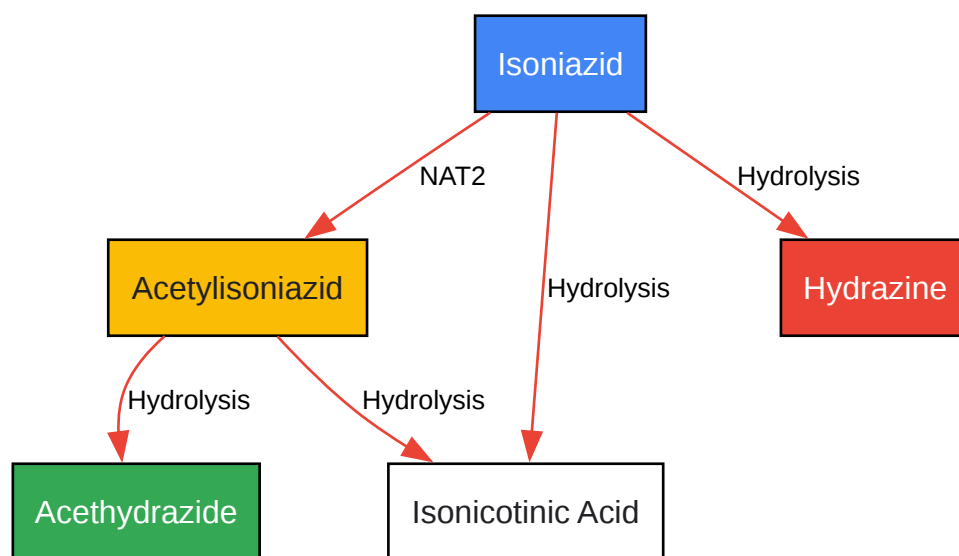 Isoniazid
NAT2
Hydrolysis
Acetylisoniazid
Hydrolysis
Hydrazine
Hydrolysis
Hydrolysis
Acethydrazide
Isonicotinic Acid